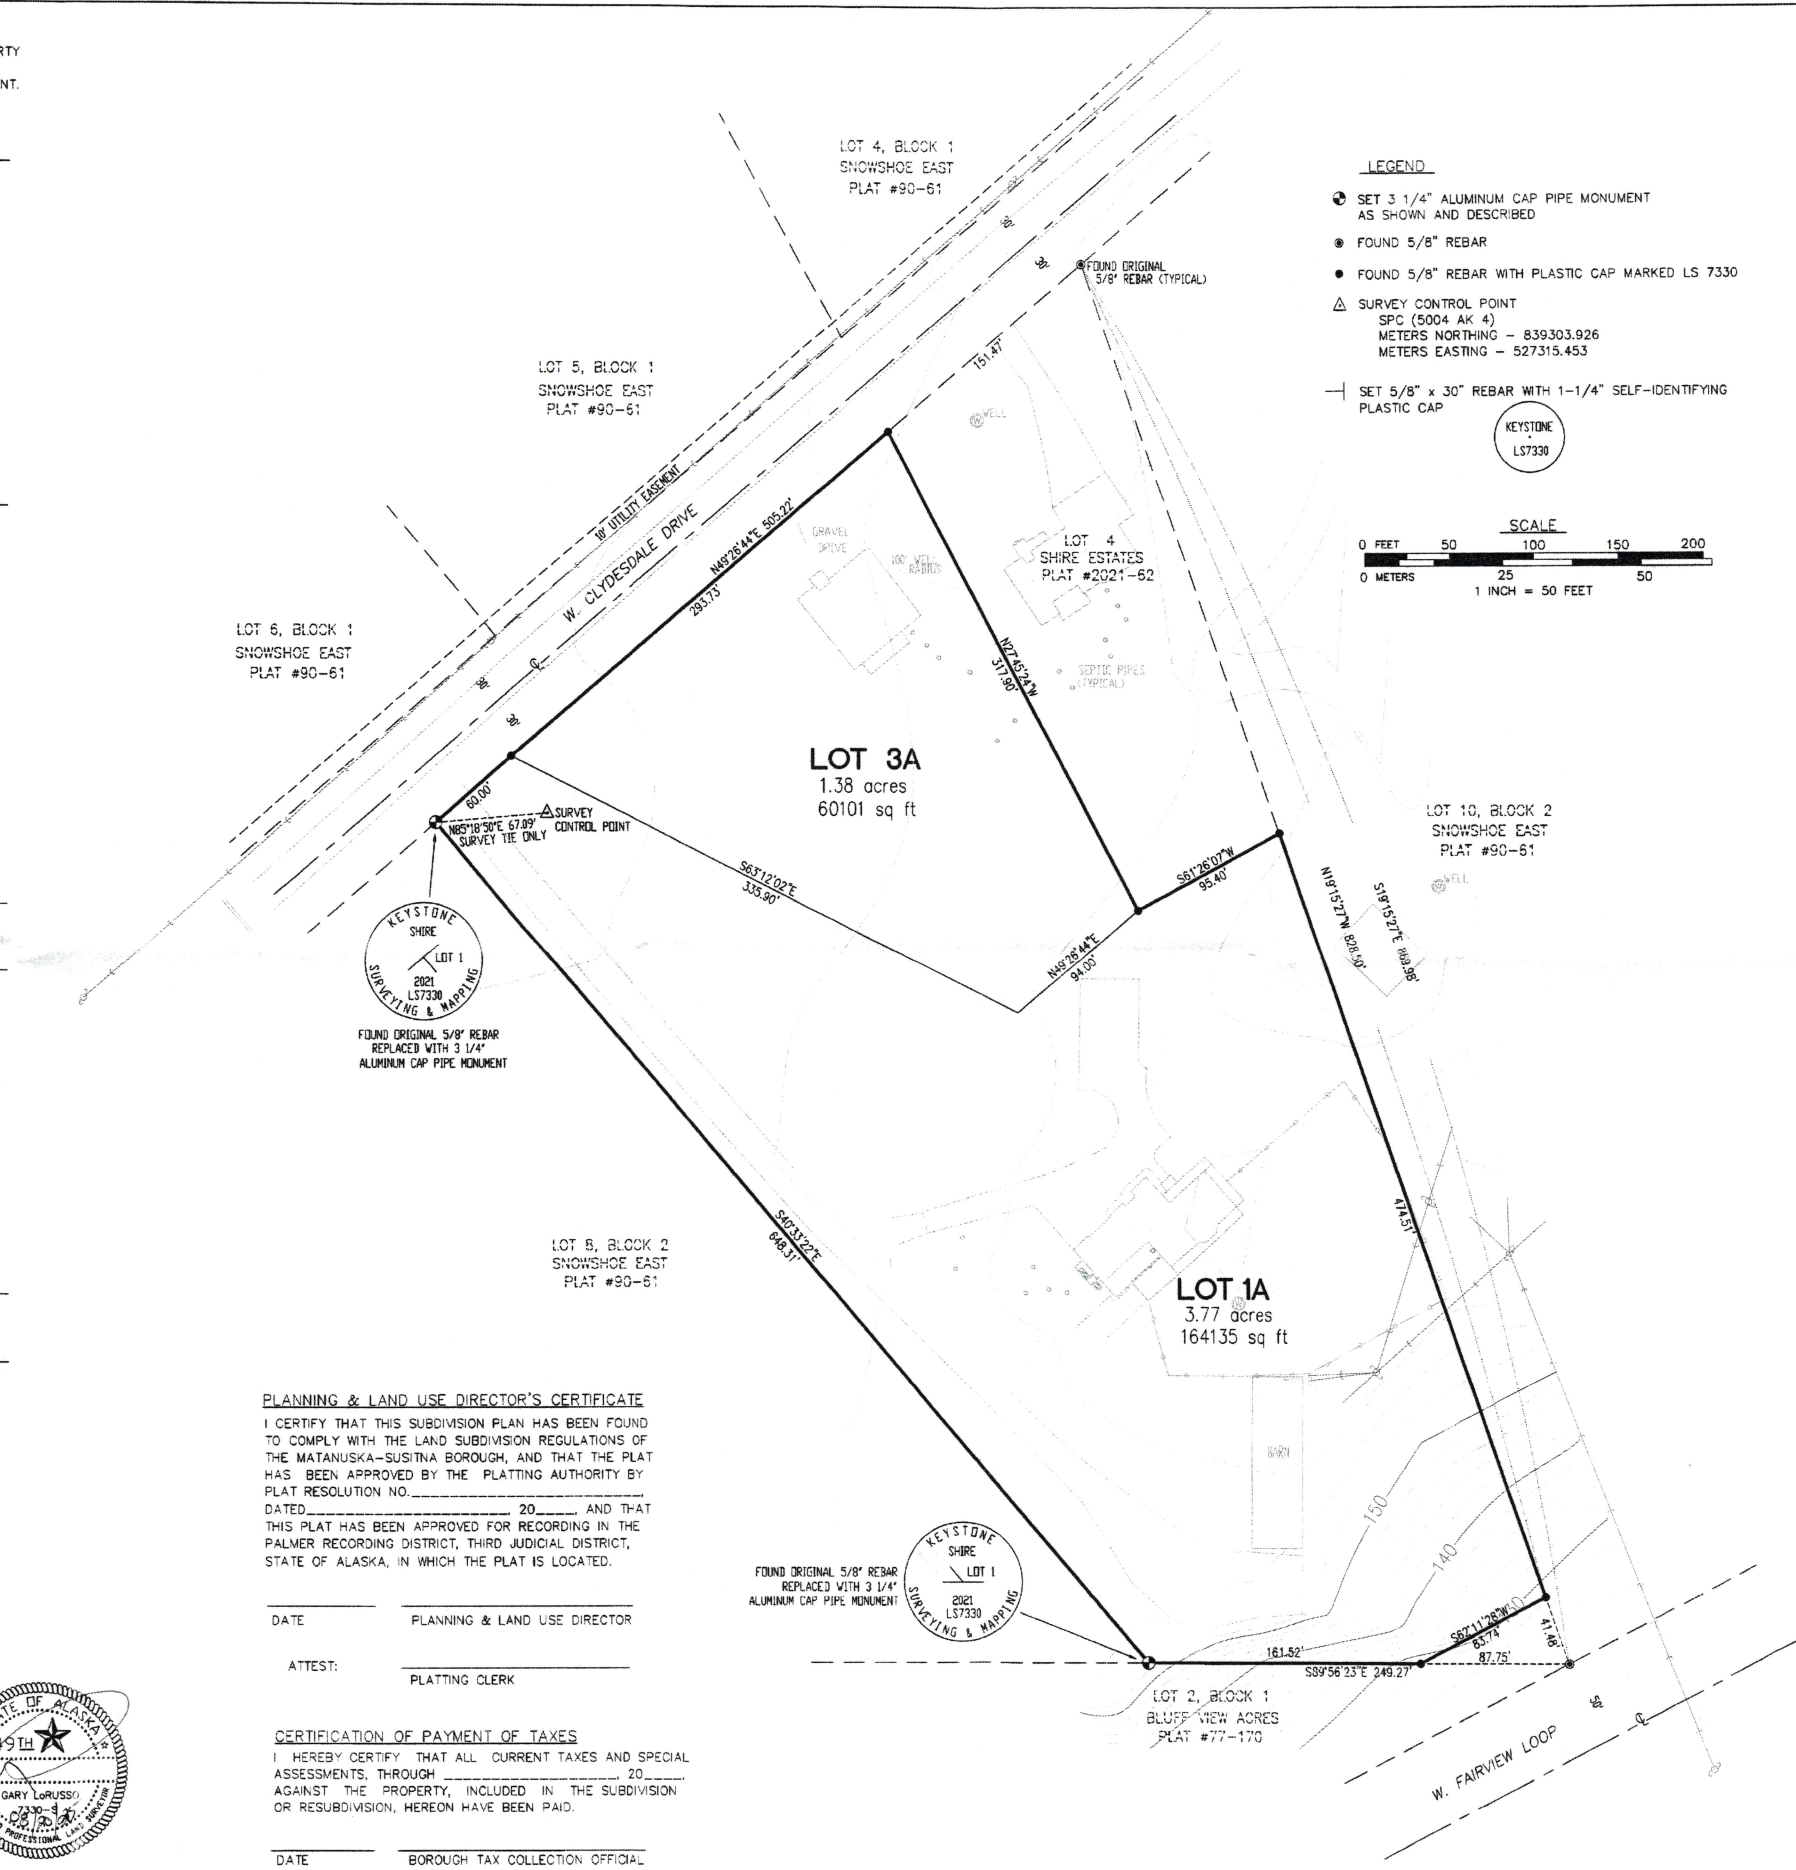 RTY
NT.
LOT 4, BLOCK 1
SNOWSHOE EAST
PLAT #90-61
LEGEND
SET 3 1/4" ALUMINUM CAP PIPE MONUMENT
AS SHOWN AND DESCRIBED
FOUND 5/8" REBAR
FOUND 5/8" REBAR WITH PLASTIC CAP MARKED LS 7330
SURVEY CONTROL POINT
SPC (5004 AK 4)
METERS NORTHING - 839303.926
METERS EASTING - 527315.453
SET 5/8" x 30" REBAR WITH 1-1/4" SELF-IDENTIFYING
PLASTIC CAP
KEYSTONE
LS7330
SCALE
0 FEET 50 100 150 200
0 METERS 25 50
1 INCH = 50 FEET
30'
30'
FOUND ORIGINAL
5/8" REBAR (TYPICAL)
151.47'
WELL
LOT 5, BLOCK 1
SNOWSHOE EAST
PLAT #90-61
10' UTILITY EASEMENT
W. CLYDESDALE DRIVE
N49°26'44"E 505.22'
293.73'
GRAVEL
DRIVE
100' WELL
RADIUS
LOT 4
SHIRE ESTATES
PLAT #2021-62
LOT 6, BLOCK 1
SNOWSHOE EAST
PLAT #90-61
30'
30'
N27°45'24"W
317.90'
SEPTIC PIPES
(TYPICAL)
LOT 3A
1.38 acres
60101 sq ft
60.00'
SURVEY
CONTROL POINT
N85°18'50"E 67.09'
SURVEY TIE ONLY
S63°12'02"E
335.90'
S61°26'07"W
95.40'
LOT 10, BLOCK 2
SNOWSHOE EAST
PLAT #90-61
WELL
N19°15'27"W 828.50'
S19°15'27"E 869.98'
N49°26'44"E
94.00'
KEYSTONE
SHIRE
LOT 1
2021
LS7330
SURVEYING & MAPPING
FOUND ORIGINAL 5/8" REBAR
REPLACED WITH 3 1/4"
ALUMINUM CAP PIPE MONUMENT
S40°33'22"E
648.31'
474.51'
LOT 8, BLOCK 2
SNOWSHOE EAST
PLAT #90-61
LOT 1A
3.77 acres
164135 sq ft
BARN
150
140
130
PLANNING & LAND USE DIRECTOR'S CERTIFICATE
I CERTIFY THAT THIS SUBDIVISION PLAN HAS BEEN FOUND
TO COMPLY WITH THE LAND SUBDIVISION REGULATIONS OF
THE MATANUSKA-SUSITNA BOROUGH, AND THAT THE PLAT
HAS BEEN APPROVED BY THE PLATTING AUTHORITY BY
PLAT RESOLUTION NO.__________________________,
DATED_______________________, 20____, AND THAT
THIS PLAT HAS BEEN APPROVED FOR RECORDING IN THE
PALMER RECORDING DISTRICT, THIRD JUDICIAL DISTRICT,
STATE OF ALASKA, IN WHICH THE PLAT IS LOCATED.
DATE PLANNING & LAND USE DIRECTOR
ATTEST:
PLATTING CLERK
FOUND ORIGINAL 5/8" REBAR
REPLACED WITH 3 1/4"
ALUMINUM CAP PIPE MONUMENT
KEYSTONE
SHIRE
LOT 1
2021
LS7330
SURVEYING & MAPPING
S62°11'28"W
83.74'
41.48'
161.52'
87.75'
S89°56'23"E 249.27'
LOT 2, BLOCK 1
BLUFF VIEW ACRES
PLAT #77-170
50'
W. FAIRVIEW LOOP
CERTIFICATION OF PAYMENT OF TAXES
I HEREBY CERTIFY THAT ALL CURRENT TAXES AND SPECIAL
ASSESSMENTS, THROUGH ____________________, 20____,
AGAINST THE PROPERTY, INCLUDED IN THE SUBDIVISION
OR RESUBDIVISION, HEREON HAVE BEEN PAID.
DATE BOROUGH TAX COLLECTION OFFICIAL
TE OF ALASKA
49TH
GARY LoRUSSO
7330-S
PROFESSIONAL LAND SURVEYOR